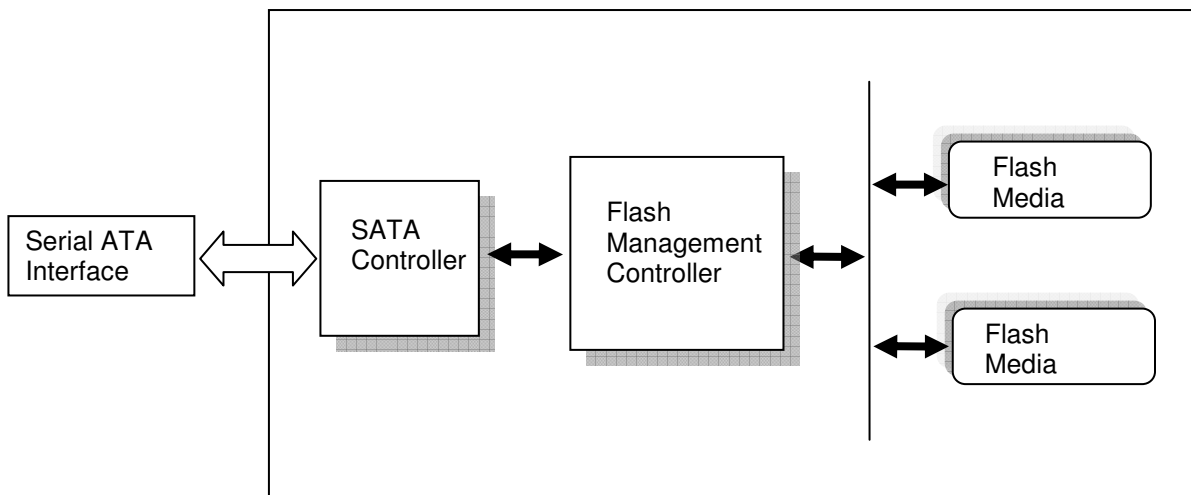 Serial ATA
Interface
SATA
Controller
Flash
Management
Controller
Flash
Media
Flash
Media